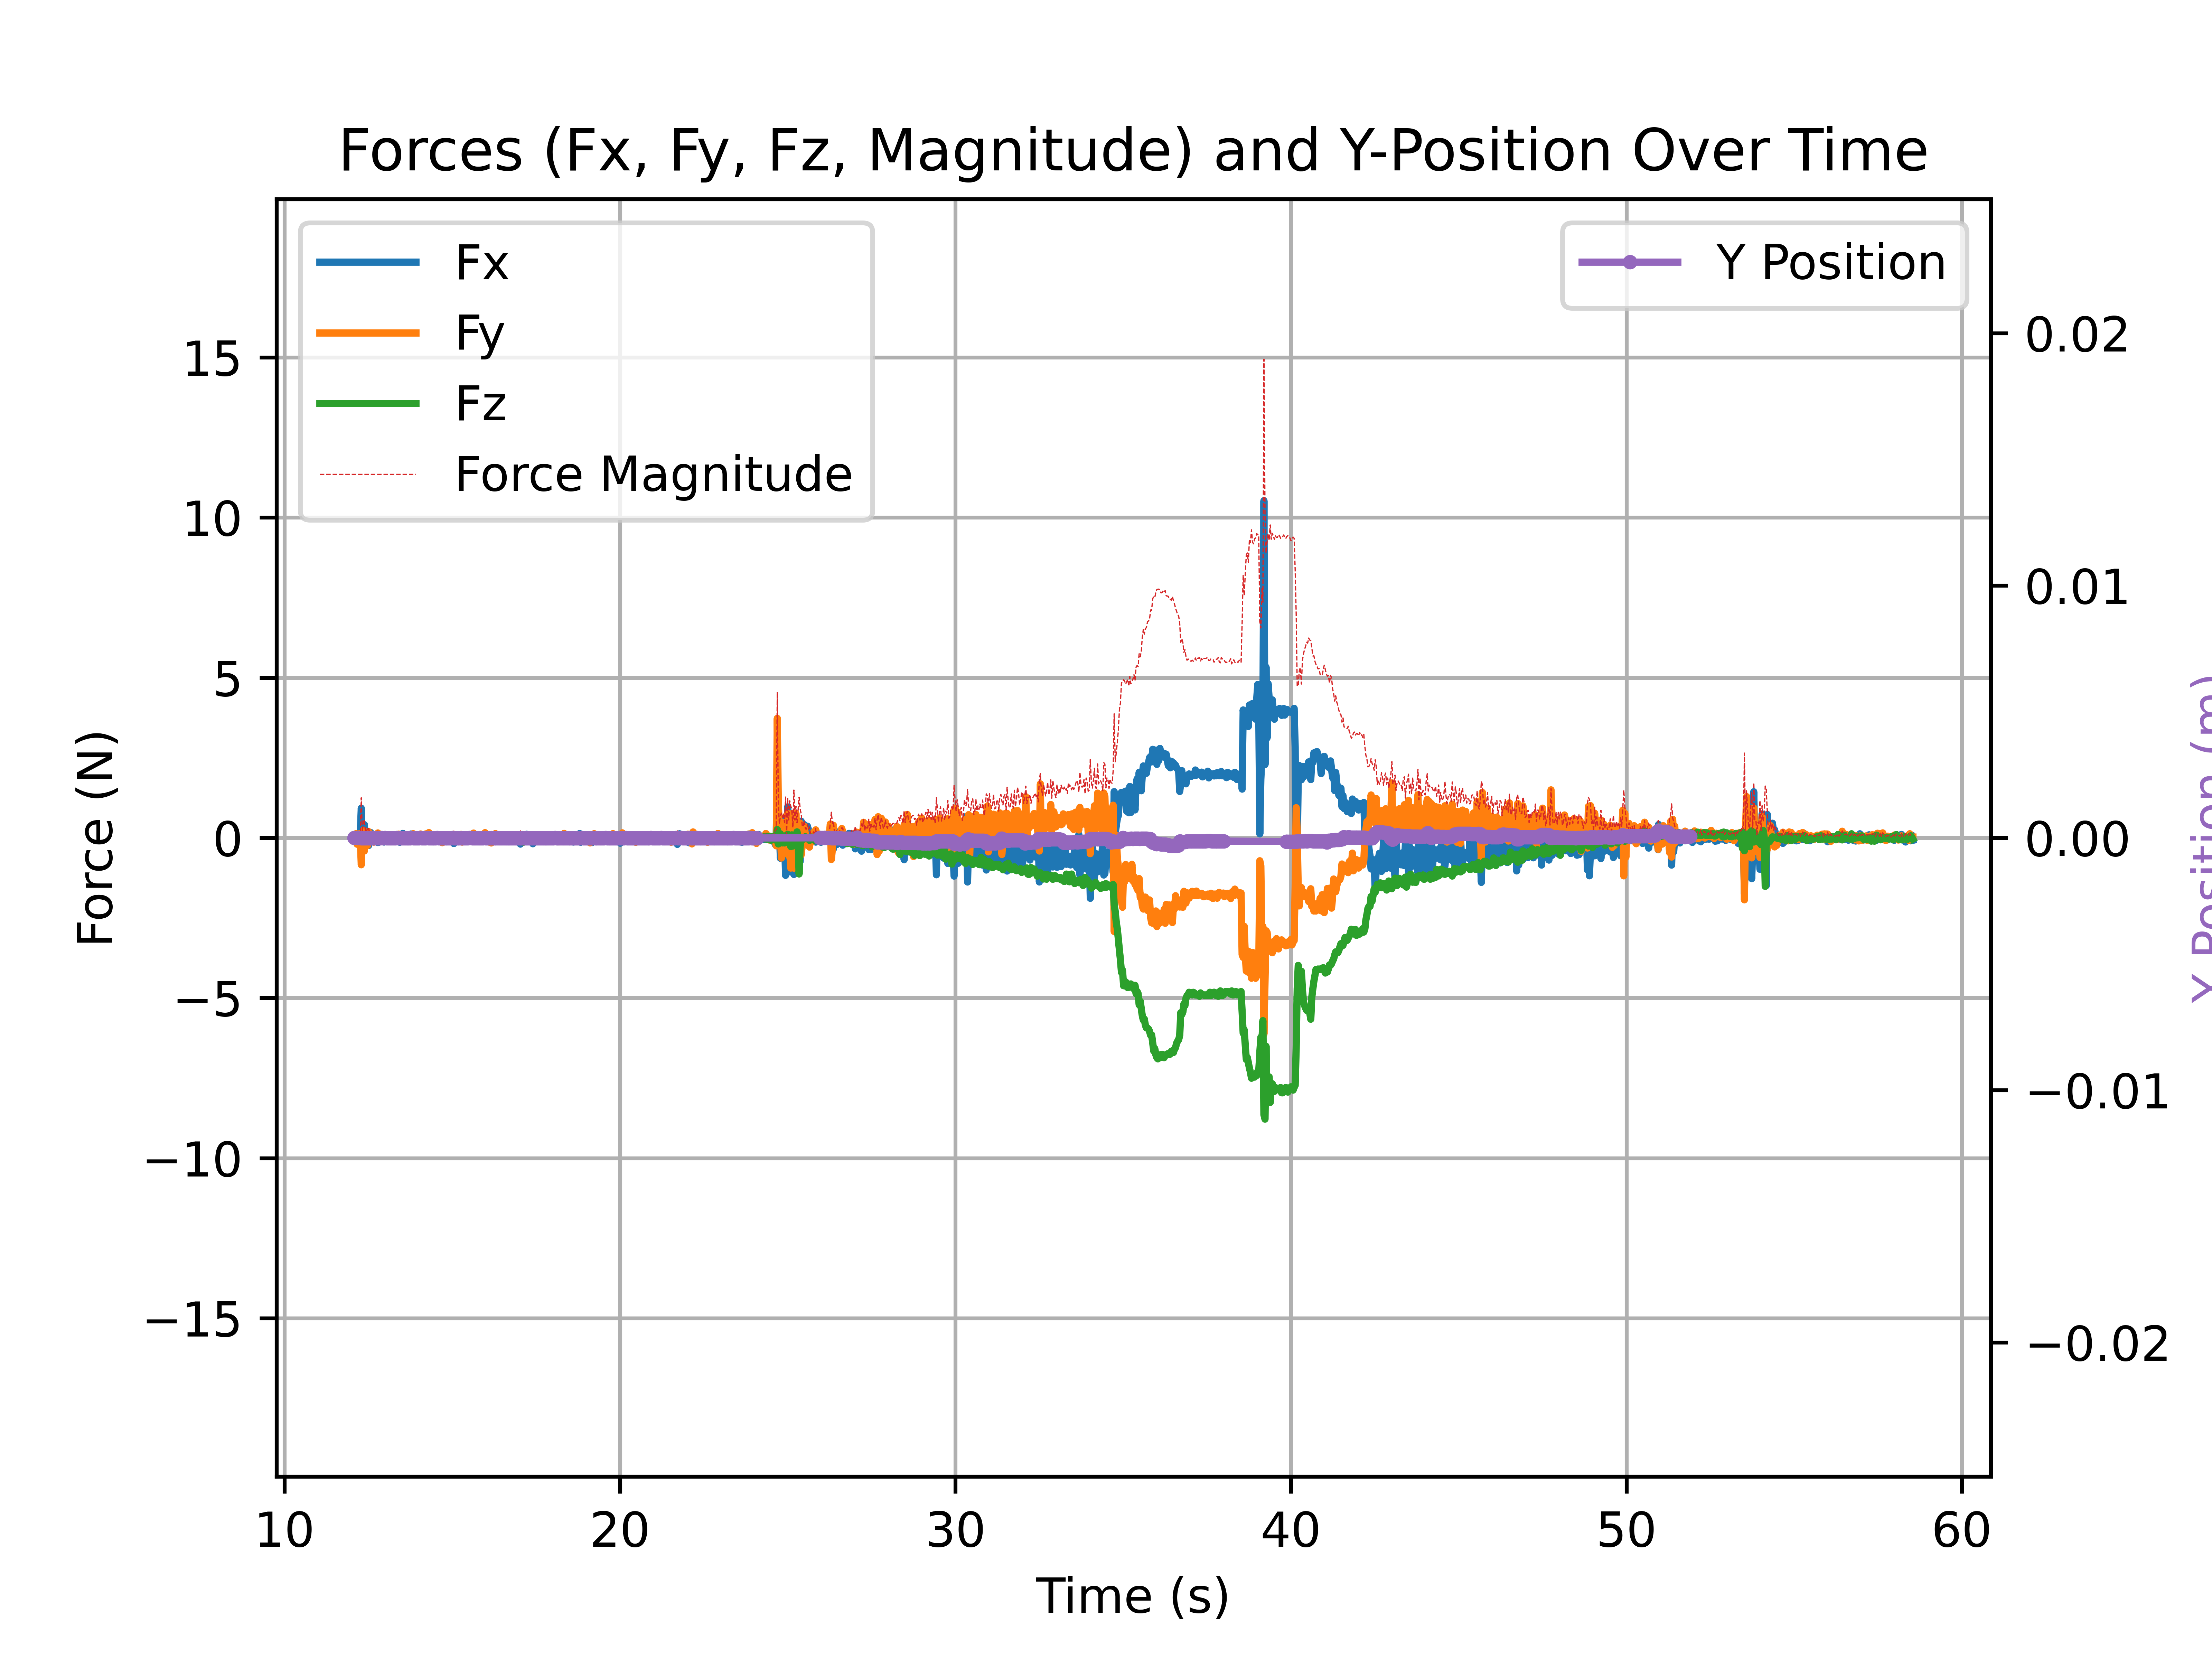 Forces (Fx, Fy, Fz, Magnitude) and Y-Position Over Time
Fx
Fy
Fz
Force Magnitude
Y Position
15
10
5
0
−5
−10
−15
Force (N)
0.02
0.01
0.00
−0.01
−0.02
Y Position (m)
10 20 30 40 50 60
Time (s)